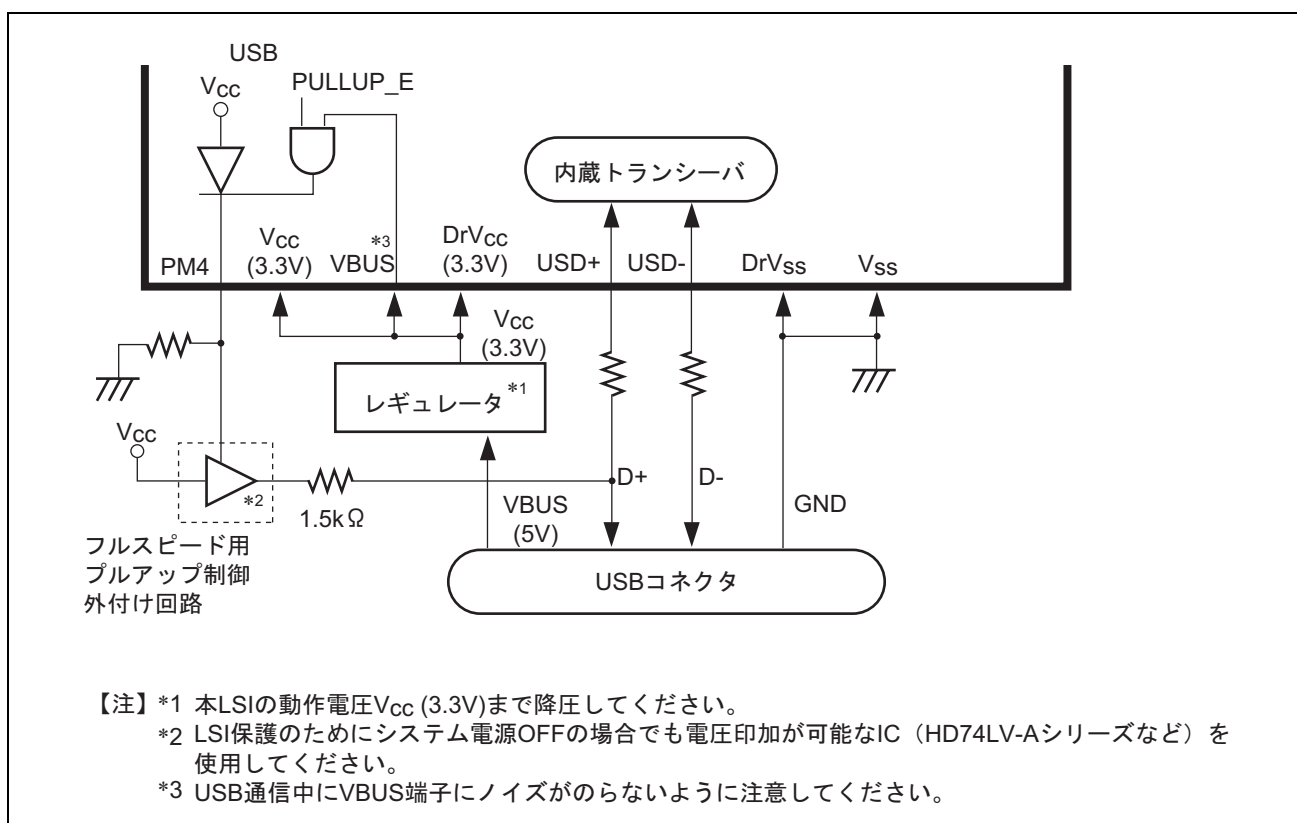 USB
VCC
PULLUP_E
内蔵トランシーバ
PM4
VCC
(3.3V)
*3
VBUS
DrVCC
(3.3V)
USD+
USD-
DrVSS
VSS
VCC
(3.3V)
レギュレータ*1
VCC
*2
1.5kΩ
フルスピード用
プルアップ制御
外付け回路
VBUS
(5V)
D+
D-
GND
USBコネクタ
【注】*1 本LSIの動作電圧VCC (3.3V)まで降圧してください。
*2 LSI保護のためにシステム電源OFFの場合でも電圧印加が可能なIC（HD74LV-Aシリーズなど）を
使用してください。
*3 USB通信中にVBUS端子にノイズがのらないように注意してください。